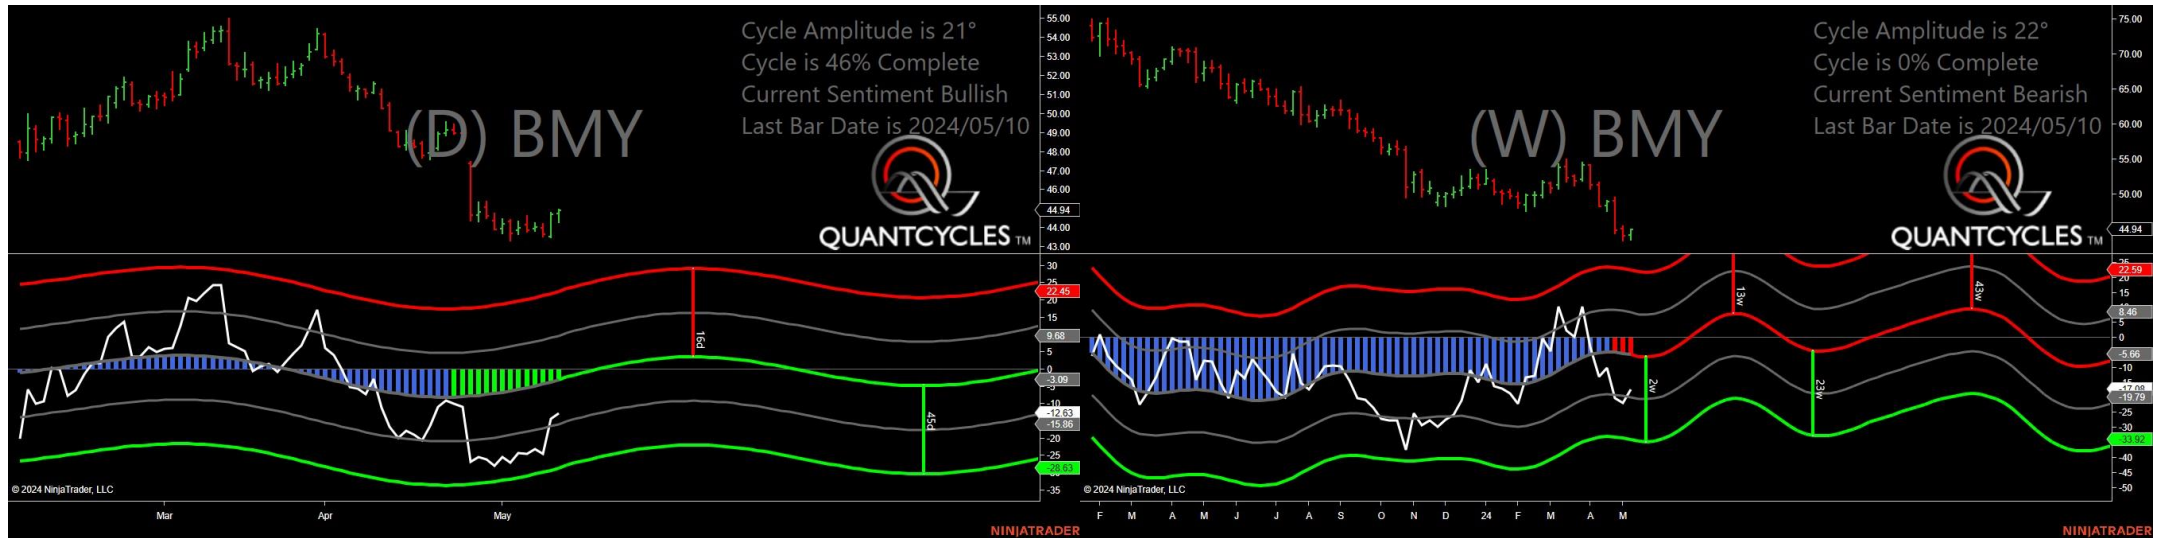 Cycle Amplitude is 21°
Cycle is 46% Complete
Current Sentiment Bullish
Last Bar Date is 2024/05/10
(D) BMY
QUANTCYCLES TM
55.00
54.00
53.00
52.00
51.00
50.00
49.00
48.00
47.00
46.00
44.94
44.00
43.00
30
25
22.45
20
15
9.68
5
0
-3.09
-5
-10
-12.63
-15.86
-20
-25
-28.63
-35
16d
45d
© 2024 NinjaTrader, LLC
Mar
Apr
May
NINJATRADER
Cycle Amplitude is 22°
Cycle is 0% Complete
Current Sentiment Bearish
Last Bar Date is 2024/05/10
(W) BMY
QUANTCYCLES TM
75.00
70.00
65.00
60.00
55.00
50.00
44.94
25
22.59
20
15
8.46
5
0
-5.66
-10
-15
-17.08
-19.79
-25
-30
-33.92
-40
-45
-50
2w
13w
23w
43w
© 2024 NinjaTrader, LLC
F M A M J J A S O N D 24 F M A M
NINJATRADER